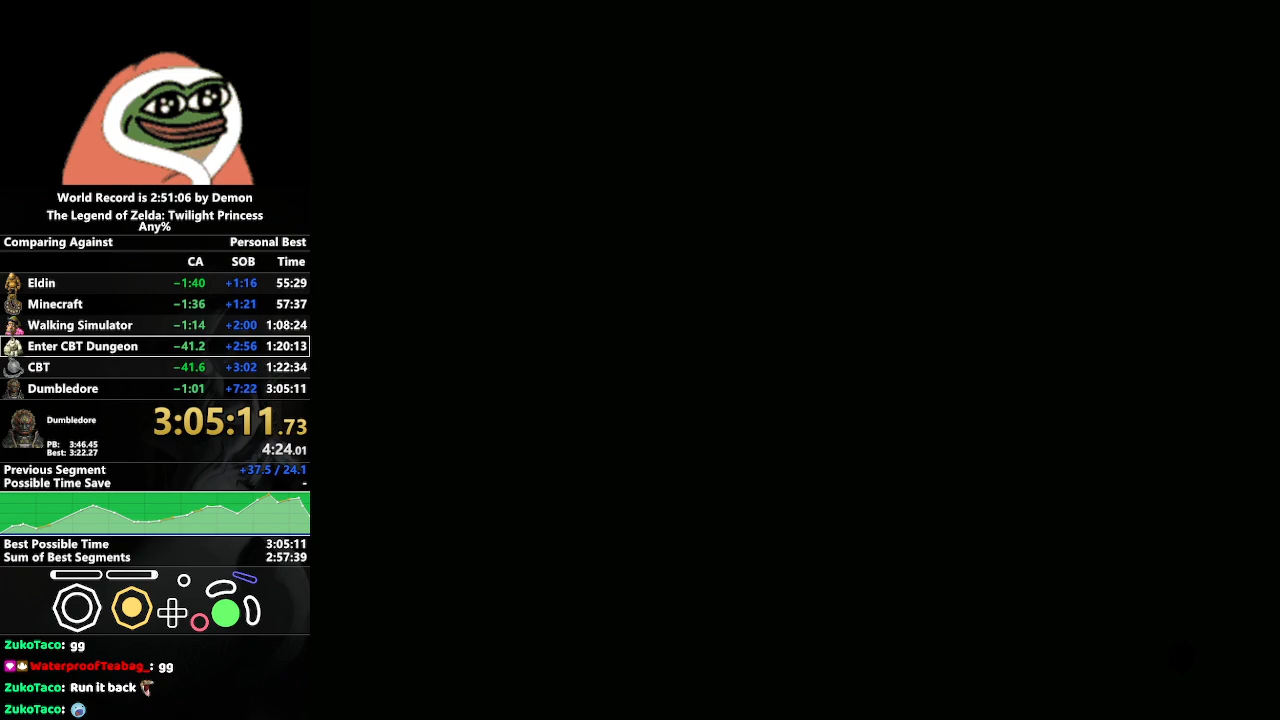 World Record is 2:51:06 by Demon
The Legend of Zelda: Twilight Princess
Any%
Comparing Against Personal Best
CA SOB Time
Eldin −1:40 +1:16 55:29
Minecraft −1:36 +1:21 57:37
Walking Simulator −1:14 +2:00 1:08:24
Enter CBT Dungeon −41.2 +2:56 1:20:13
CBT −41.6 +3:02 1:22:34
Dumbledore −1:01 +7:22 3:05:11
Dumbledore 3:05:11.73
PB: 3:46.45
Best: 3:22.27 4:24.01
Previous Segment +37.5 / 24.1
Possible Time Save -
Best Possible Time 3:05:11
Sum of Best Segments 2:57:39
ZukoTaco: gg
WaterproofTeabag_: gg
ZukoTaco: Run it back
ZukoTaco: